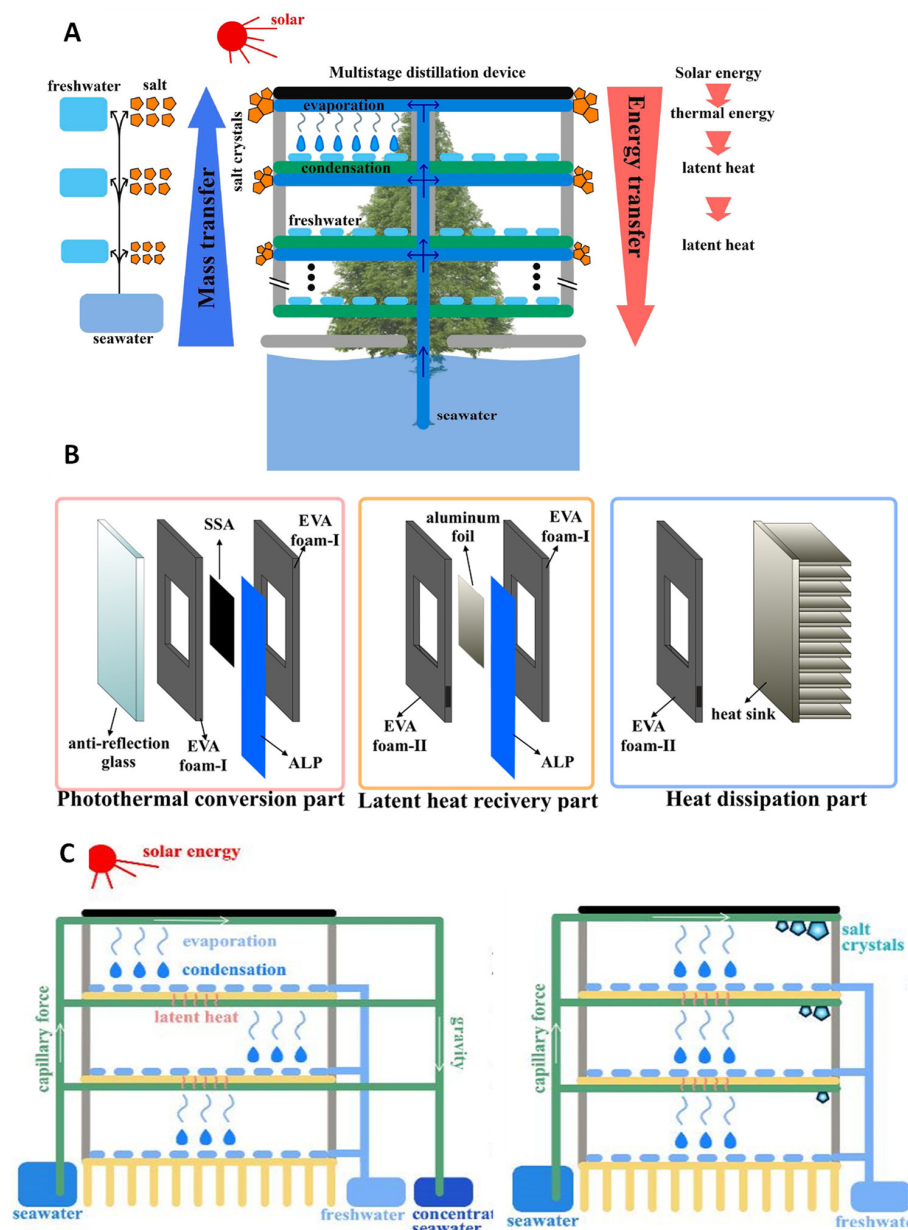 A
solar
freshwater
salt
Multistage distillation device
Solar energy
evaporation
thermal energy
salt crystals
Mass transfer
Energy transfer
condensation
latent heat
freshwater
latent heat
seawater
seawater
B
SSA
EVA
foam-I
aluminum
foil
EVA
foam-I
anti-reflection
glass
EVA
foam-I
ALP
EVA
foam-II
ALP
EVA
foam-II
heat sink
Photothermal conversion part
Latent heat recivery part
Heat dissipation part
C
solar energy
evaporation
condensation
latent heat
capillary force
gravity
seawater
freshwater
concentrat
seawater
salt
crystals
capillary force
seawater
freshwate